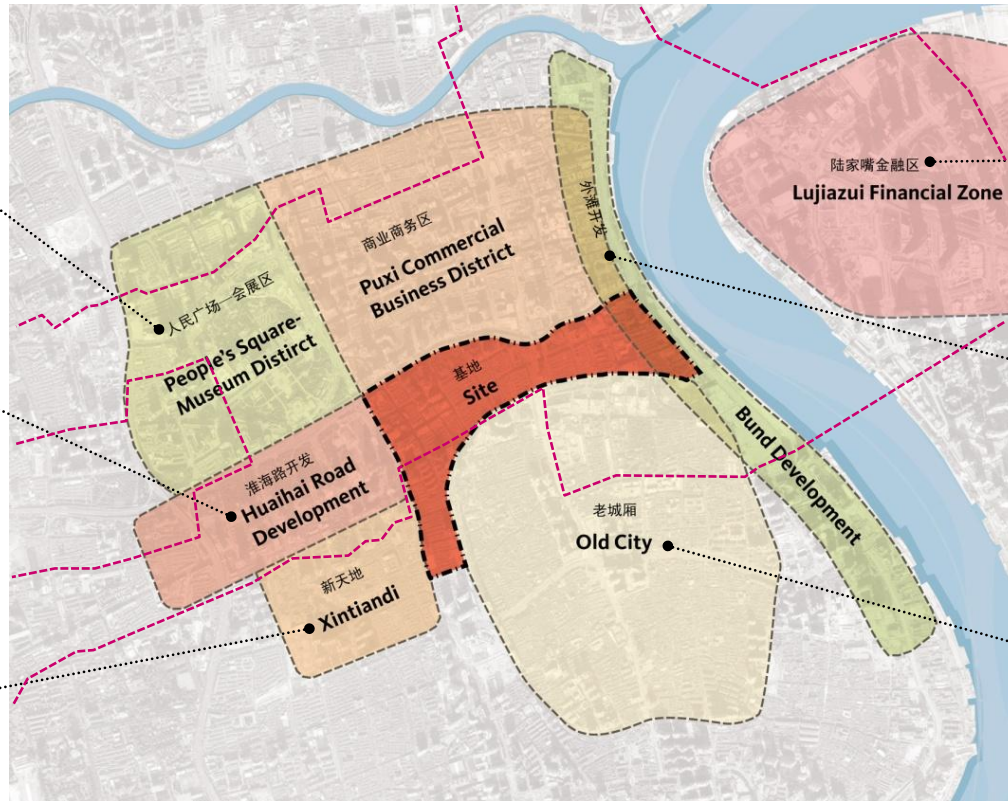 陆家嘴金融区
Lujiazui Financial Zone
外滩开发
商业商务区
Puxi Commercial
Business District
人民广场—会展区
People's Square-
Museum Distirct
基地
Site
Bund Development
淮海路开发
Huaihai Road
Development
老城厢
Old City
新天地
Xintiandi